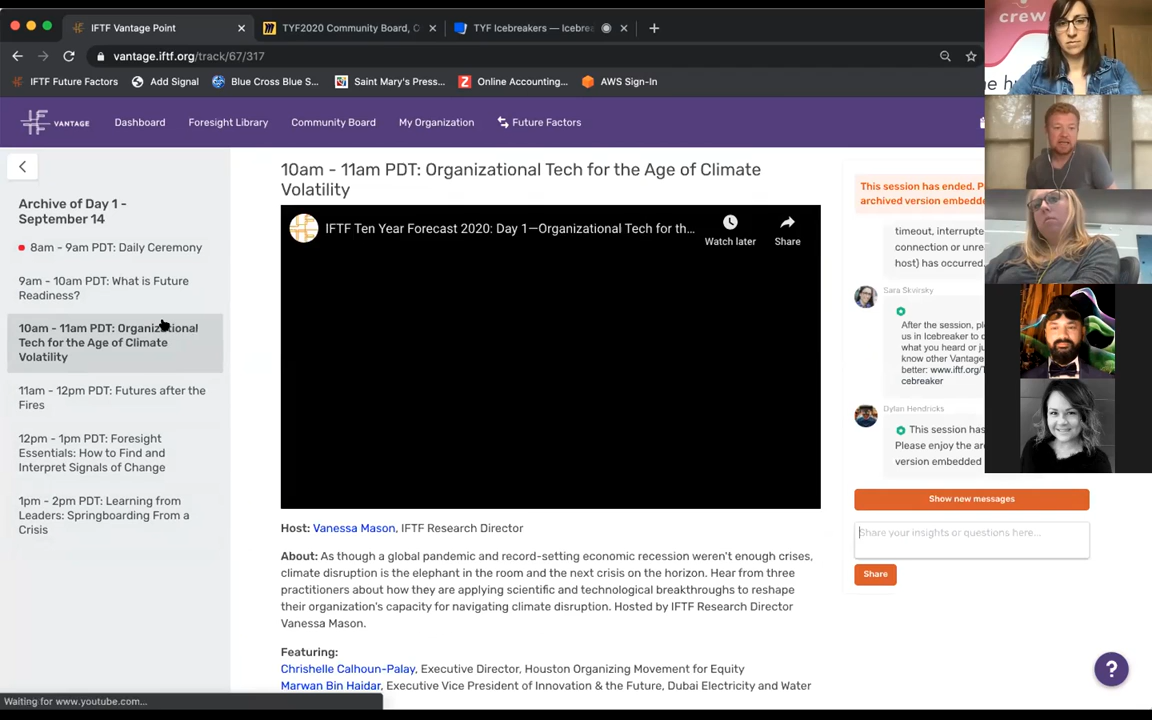 IFTF Vantage Point
TYF2020 Community Board, C
TYF Icebreakers — Icebrea
vantage.iftf.org/track/67/317
IFTF Future Factors
Add Signal
Blue Cross Blue S...
Saint Mary's Press...
Online Accounting...
AWS Sign-In
VANTAGE
Dashboard
Foresight Library
Community Board
My Organization
Future Factors
Archive of Day 1 -
September 14
8am - 9am PDT: Daily Ceremony
9am - 10am PDT: What is Future
Readiness?
10am - 11am PDT: Organizational
Tech for the Age of Climate
Volatility
11am - 12pm PDT: Futures after the
Fires
12pm - 1pm PDT: Foresight
Essentials: How to Find and
Interpret Signals of Change
1pm - 2pm PDT: Learning from
Leaders: Springboarding From a
Crisis
10am - 11am PDT: Organizational Tech for the Age of Climate
Volatility
IFTF Ten Year Forecast 2020: Day 1—Organizational Tech for th...
Watch later
Share
Host: Vanessa Mason, IFTF Research Director
About: As though a global pandemic and record-setting economic recession weren't enough crises,
climate disruption is the elephant in the room and the next crisis on the horizon. Hear from three
practitioners about how they are applying scientific and technological breakthroughs to reshape
their organization's capacity for navigating climate disruption. Hosted by IFTF Research Director
Vanessa Mason.
Featuring:
Chrishelle Calhoun-Palay, Executive Director, Houston Organizing Movement for Equity
Marwan Bin Haidar, Executive Vice President of Innovation & the Future, Dubai Electricity and Water
This session has ended. P
archived version embedde
timeout, interrupte
connection or unre
host) has occurred.
Sara Skvirsky
After the session, pl
us in Icebreaker to d
what you heard or ju
know other Vantage
better: www.iftf.org/T
cebreaker
Dylan Hendricks
This session has
Please enjoy the ar
version embedded
Show new messages
Share your insights or questions here...
Share
?
Waiting for www.youtube.com...
crew
ne h